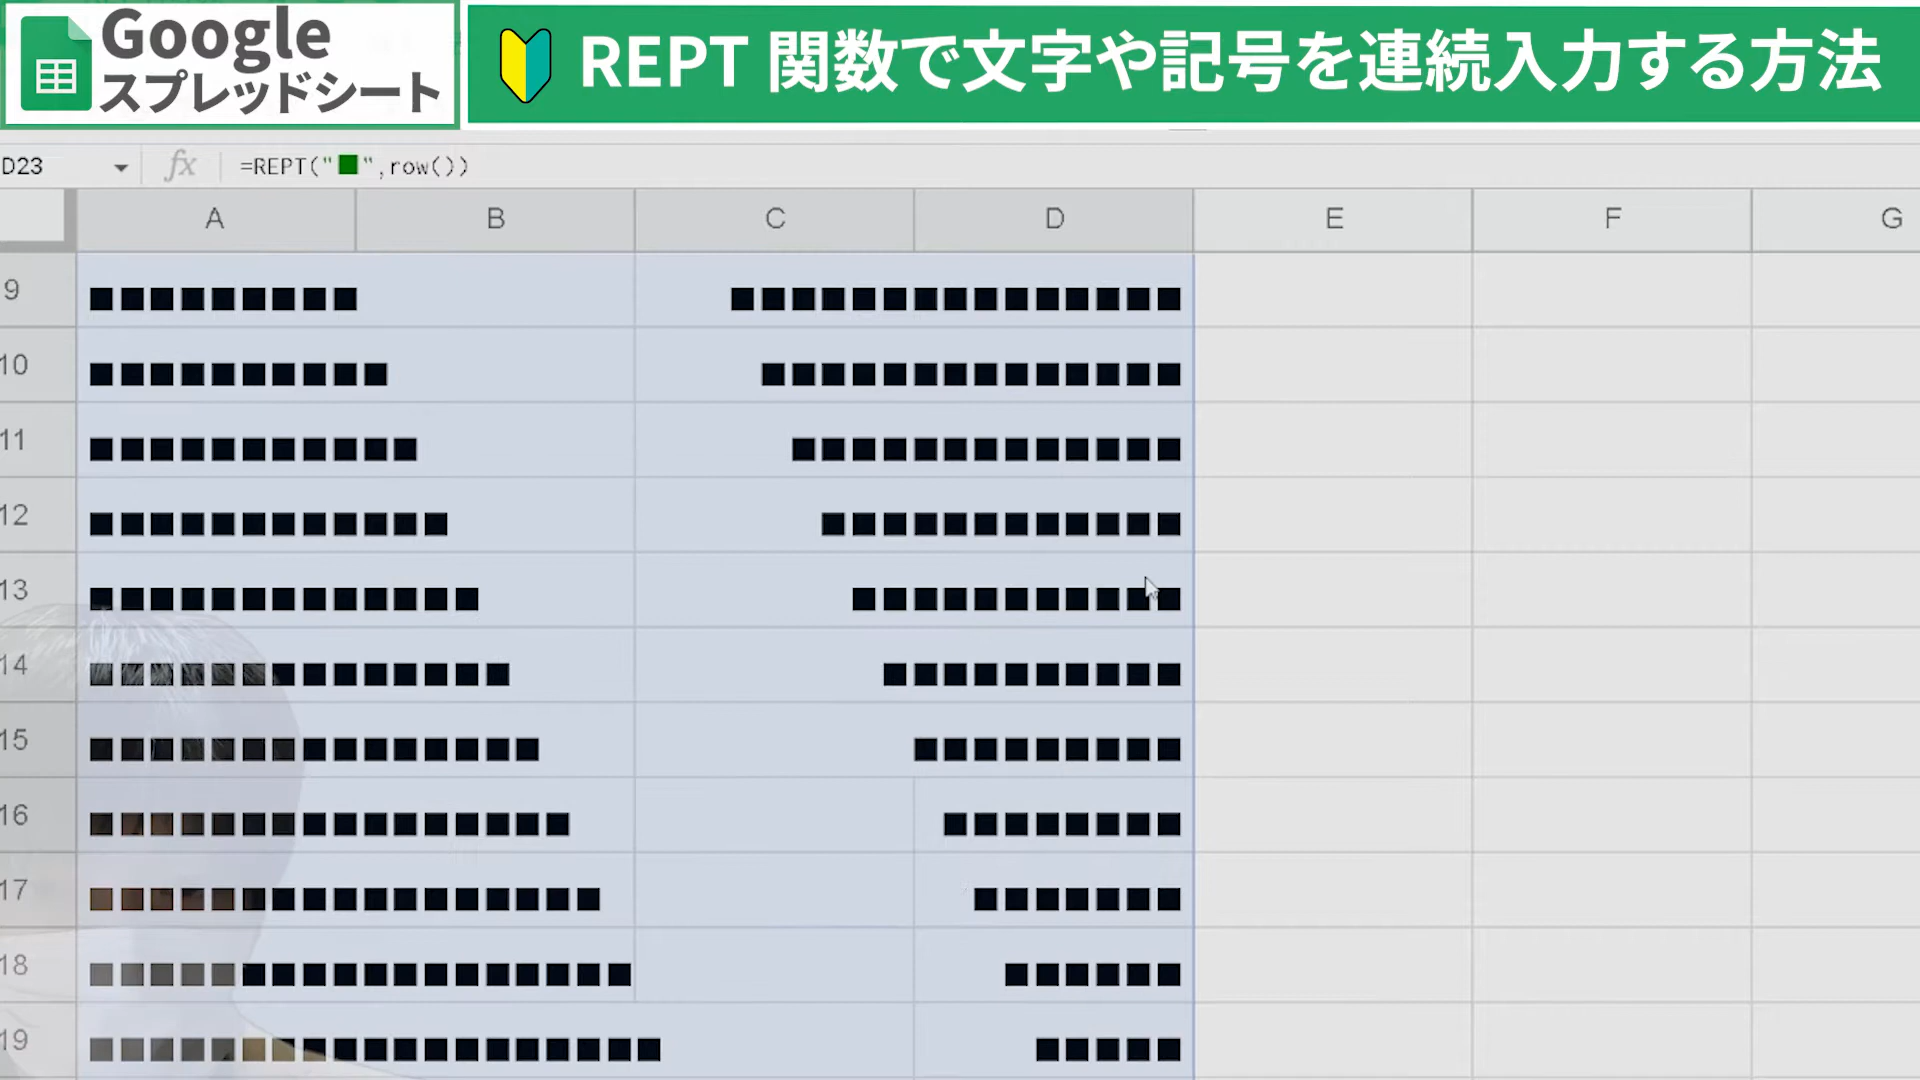 Google
スプレッドシート
REPT 関数で文字や記号を連続入力する方法
D23 fx =REPT("■",row())
A B C D E F G
9 ■■■■■■■■■ ■■■■■■■■■■■■■■■
10 ■■■■■■■■■■ ■■■■■■■■■■■■■■
11 ■■■■■■■■■■■ ■■■■■■■■■■■■■
12 ■■■■■■■■■■■■ ■■■■■■■■■■■■
13 ■■■■■■■■■■■■■ ■■■■■■■■■■■
14 ■■■■■■■■■■■■■■ ■■■■■■■■■■
15 ■■■■■■■■■■■■■■■ ■■■■■■■■■
16 ■■■■■■■■■■■■■■■■ ■■■■■■■■
17 ■■■■■■■■■■■■■■■■■ ■■■■■■■
18 ■■■■■■■■■■■■■■■■■■ ■■■■■■
19 ■■■■■■■■■■■■■■■■■■■ ■■■■■